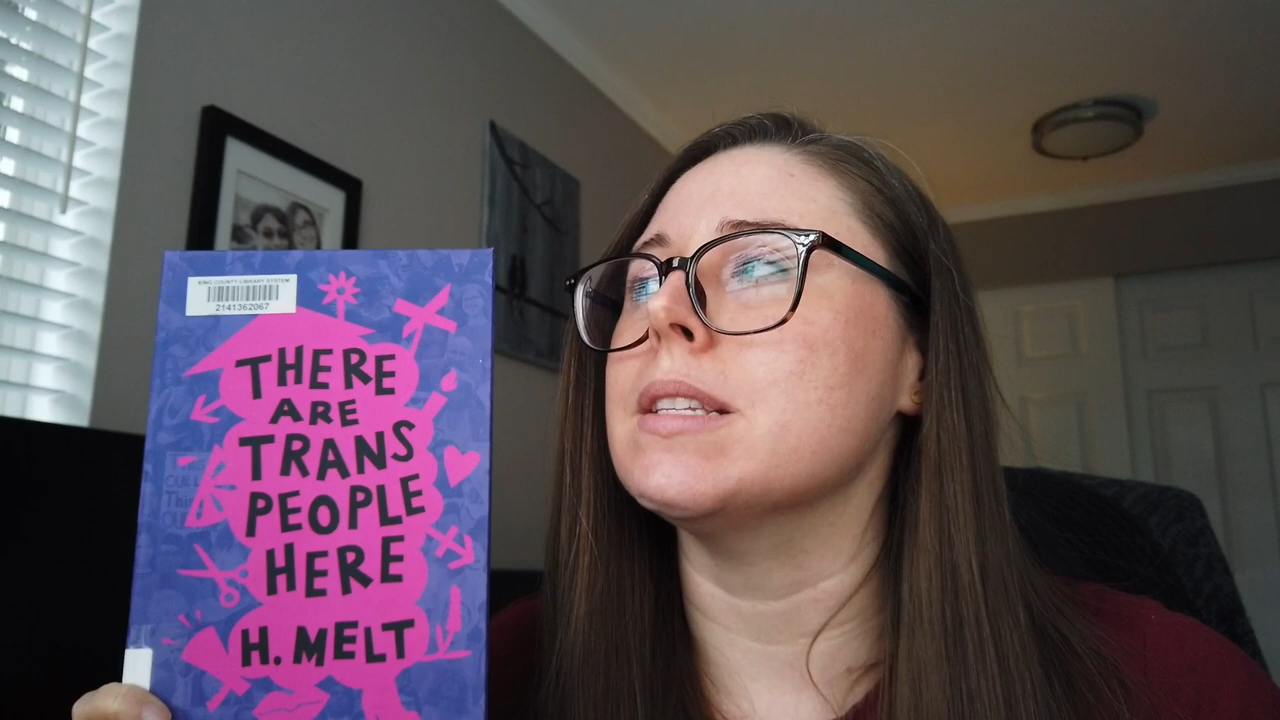 KING COUNTY LIBRARY SYSTEM
2141362067
THERE
ARE
TRANS
PEOPLE
HERE
H. MELT